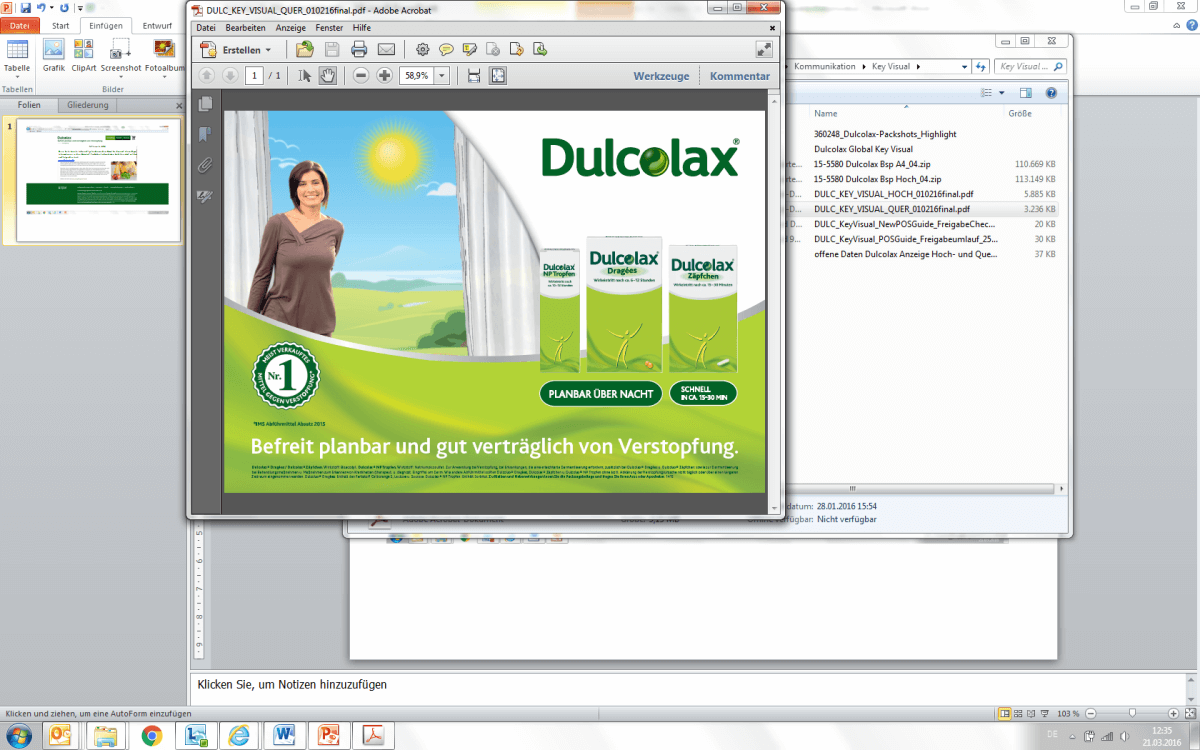 DULC_KEY_VISUAL_QUER_010216final.pdf - Adobe Acrobat
Datei Start Einfügen Entwurf
Datei Bearbeiten Anzeige Fenster Hilfe
Erstellen
Tabelle Grafik ClipArt Screenshot Fotoalbum
Tabellen Bilder
1 / 1 58,9% Werkzeuge Kommentar
Kommunikation Key Visual Key Visual ...
Folien Gliederung
1
Name Größe
360248_Dulcolax-Packshots_Highlight
Dulcolax Global Key Visual
15-5580 Dulcolax Bsp A4_04.zip 110.669 KB
15-5580 Dulcolax Bsp Hoch_04.zip 113.149 KB
DULC_KEY_VISUAL_HOCH_010216final.pdf 5.885 KB
DULC_KEY_VISUAL_QUER_010216final.pdf 3.236 KB
DULC_KeyVisual_NewPOSGuide_FreigabeChec... 20 KB
DULC_KeyVisual_POSGuide_Freigabeumlauf_25... 30 KB
offene Daten Dulcolax Anzeige Hoch- und Que... 37 KB
Dulcolax®
Dulcolax
NP Tropfen
Dulcolax
Dragées
Dulcolax
Zäpfchen
MEIST VERKAUFTES
Nr. 1
MITTEL GEGEN VERSTOPFUNG*
PLANBAR ÜBER NACHT
SCHNELL
IN CA. 15-30 MIN
*IMS Abführmittel Absatz 2015
Befreit planbar und gut verträglich von Verstopfung.
datum: 28.01.2016 15:54
Nicht verfügbar
Klicken Sie, um Notizen hinzuzufügen
Klicken und ziehen, um eine AutoForm einzufügen
103 %
DE
12:35
21.03.2016